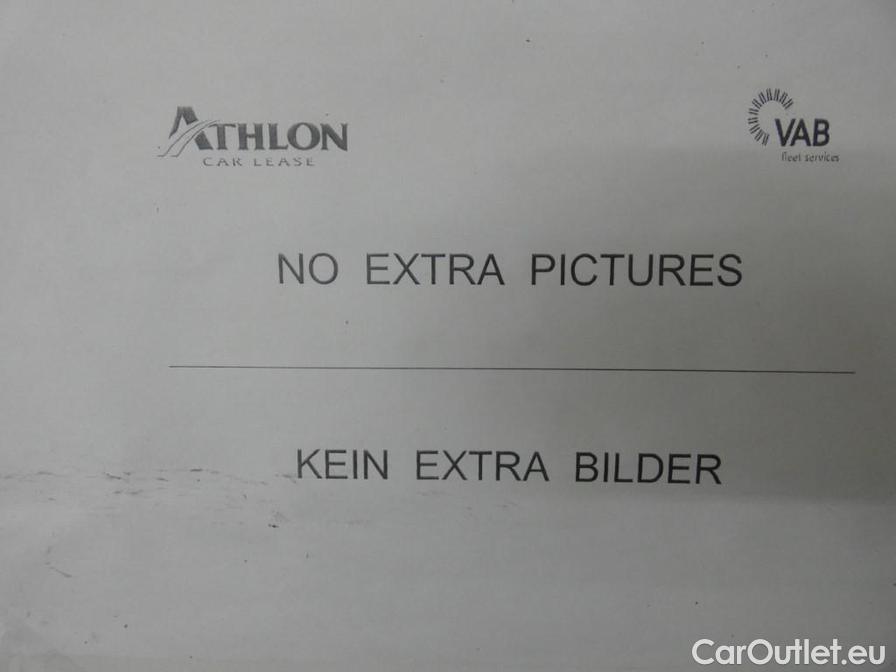 ATHLON
CAR LEASE
VAB
fleet services
NO EXTRA PICTURES
KEIN EXTRA BILDER
CarOutlet.eu